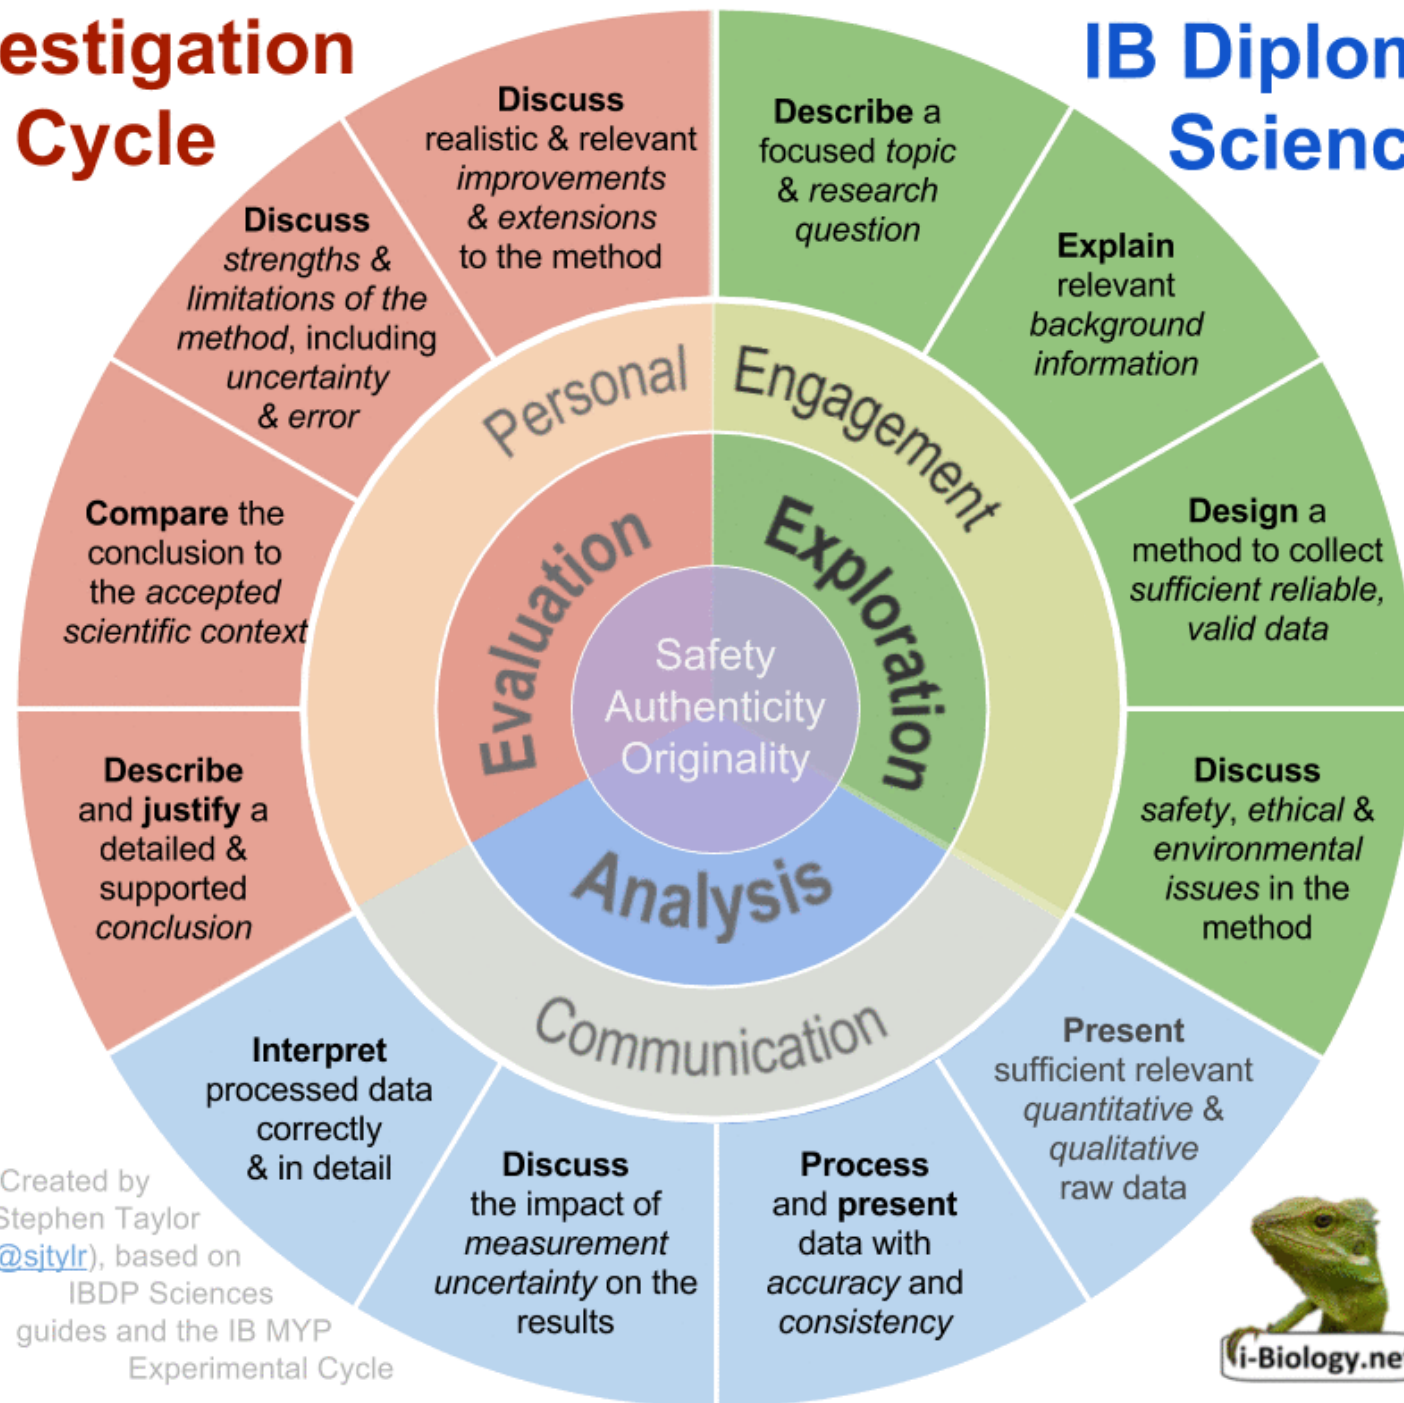 estigation
Cycle
IB Diplom
Scienc
Discuss
realistic & relevant
improvements
& extensions
to the method
Describe a
focused topic
& research
question
Explain
relevant
background
information
Design a
method to collect
sufficient reliable,
valid data
Discuss
safety, ethical &
environmental
issues in the
method
Present
sufficient relevant
quantitative &
qualitative
raw data
Process
and present
data with
accuracy and
consistency
Discuss
the impact of
measurement
uncertainty on the
results
Interpret
processed data
correctly
& in detail
Describe
and justify a
detailed &
supported
conclusion
Compare the
conclusion to
the accepted
scientific context
Discuss
strengths &
limitations of the
method, including
uncertainty
& error
Personal
Engagement
Communication
Evaluation
Exploration
Analysis
Safety
Authenticity
Originality
Created by
Stephen Taylor
@sjtylr), based on
IBDP Sciences
guides and the IB MYP
Experimental Cycle
i-Biology.ne